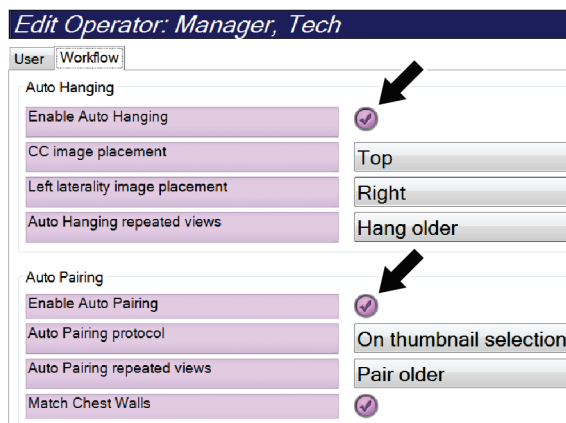 Edit Operator: Manager, Tech
User Workflow
Auto Hanging
Enable Auto Hanging
CC image placement Top
Left laterality image placement Right
Auto Hanging repeated views Hang older
Auto Pairing
Enable Auto Pairing
Auto Pairing protocol On thumbnail selection
Auto Pairing repeated views Pair older
Match Chest Walls